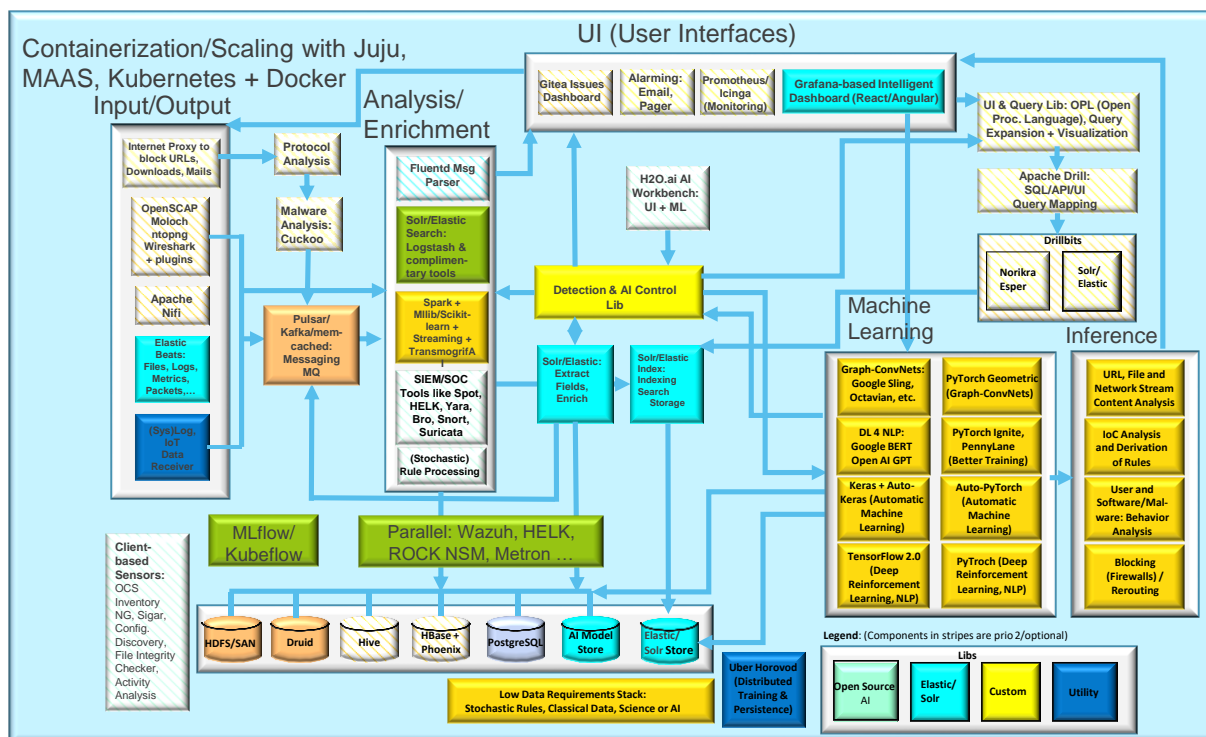 UI (User Interfaces)
Containerization/Scaling with Juju,
MAAS, Kubernetes + Docker
Input/Output
Analysis/
Enrichment
Gitea Issues
Dashboard
Alarming:
Email,
Pager
Promotheus/
Icinga
(Monitoring)
Grafana-based Intelligent
Dashboard (React/Angular)
UI & Query Lib: OPL (Open
Proc. Language), Query
Expansion + Visualization
Apache Drill:
SQL/API/UI
Query Mapping
Drillbits
Norikra
Esper
Solr/
Elastic
Internet Proxy to
block URLs,
Downloads, Mails
OpenSCAP
Moloch
ntopng
Wireshark
+ plugins
Apache
Nifi
Elastic
Beats:
Files, Logs,
Metrics,
Packets,...
(Sys)Log,
IoT
Data
Receiver
Protocol
Analysis
Malware
Analysis:
Cuckoo
Pulsar/
Kafka/mem-
cached:
Messaging
MQ
Fluentd Msg
Parser
Solr/Elastic
Search:
Logstash &
complimen-
tary tools
Spark +
Mllib/Scikit-
learn +
Streaming +
TransmogrifA
SIEM/SOC
Tools like Spot,
HELK, Yara,
Bro, Snort,
Suricata
(Stochastic)
Rule Processing
H2O.ai AI
Workbench:
UI + ML
Detection & AI Control
Lib
Solr/Elastic:
Extract
Fields,
Enrich
Solr/Elastic
Index:
Indexing
Search
Storage
Machine
Learning
Graph-ConvNets:
Google Sling,
Octavian, etc.
PyTorch Geometric
(Graph-ConvNets)
DL 4 NLP:
Google BERT
Open AI GPT
PyTorch Ignite,
PennyLane
(Better Training)
Keras + Auto-
Keras (Automatic
Machine
Learning)
Auto-PyTorch
(Automatic
Machine
Learning)
TensorFlow 2.0
(Deep
Reinforcement
Learning, NLP)
PyTroch (Deep
Reinforcement
Learning, NLP)
Inference
URL, File and
Network Stream
Content Analysis
IoC Analysis
and Derivation
of Rules
User and
Software/Mal-
ware: Behavior
Analysis
Blocking
(Firewalls) /
Rerouting
MLflow/
Kubeflow
Parallel: Wazuh, HELK,
ROCK NSM, Metron ...
Client-
based
Sensors:
OCS
Inventory
NG, Sigar,
Config.
Discovery,
File Integrity
Checker,
Activity
Analysis
HDFS/SAN
Druid
Hive
HBase +
Phoenix
PostgreSQL
AI Model
Store
Elastic/
Solr Store
Low Data Requirements Stack:
Stochastic Rules, Classical Data, Science or AI
Uber Horovod
(Distributed
Training &
Persistence)
Legend: (Components in stripes are prio 2/optional)
Libs
Open Source
AI
Elastic/
Solr
Custom
Utility